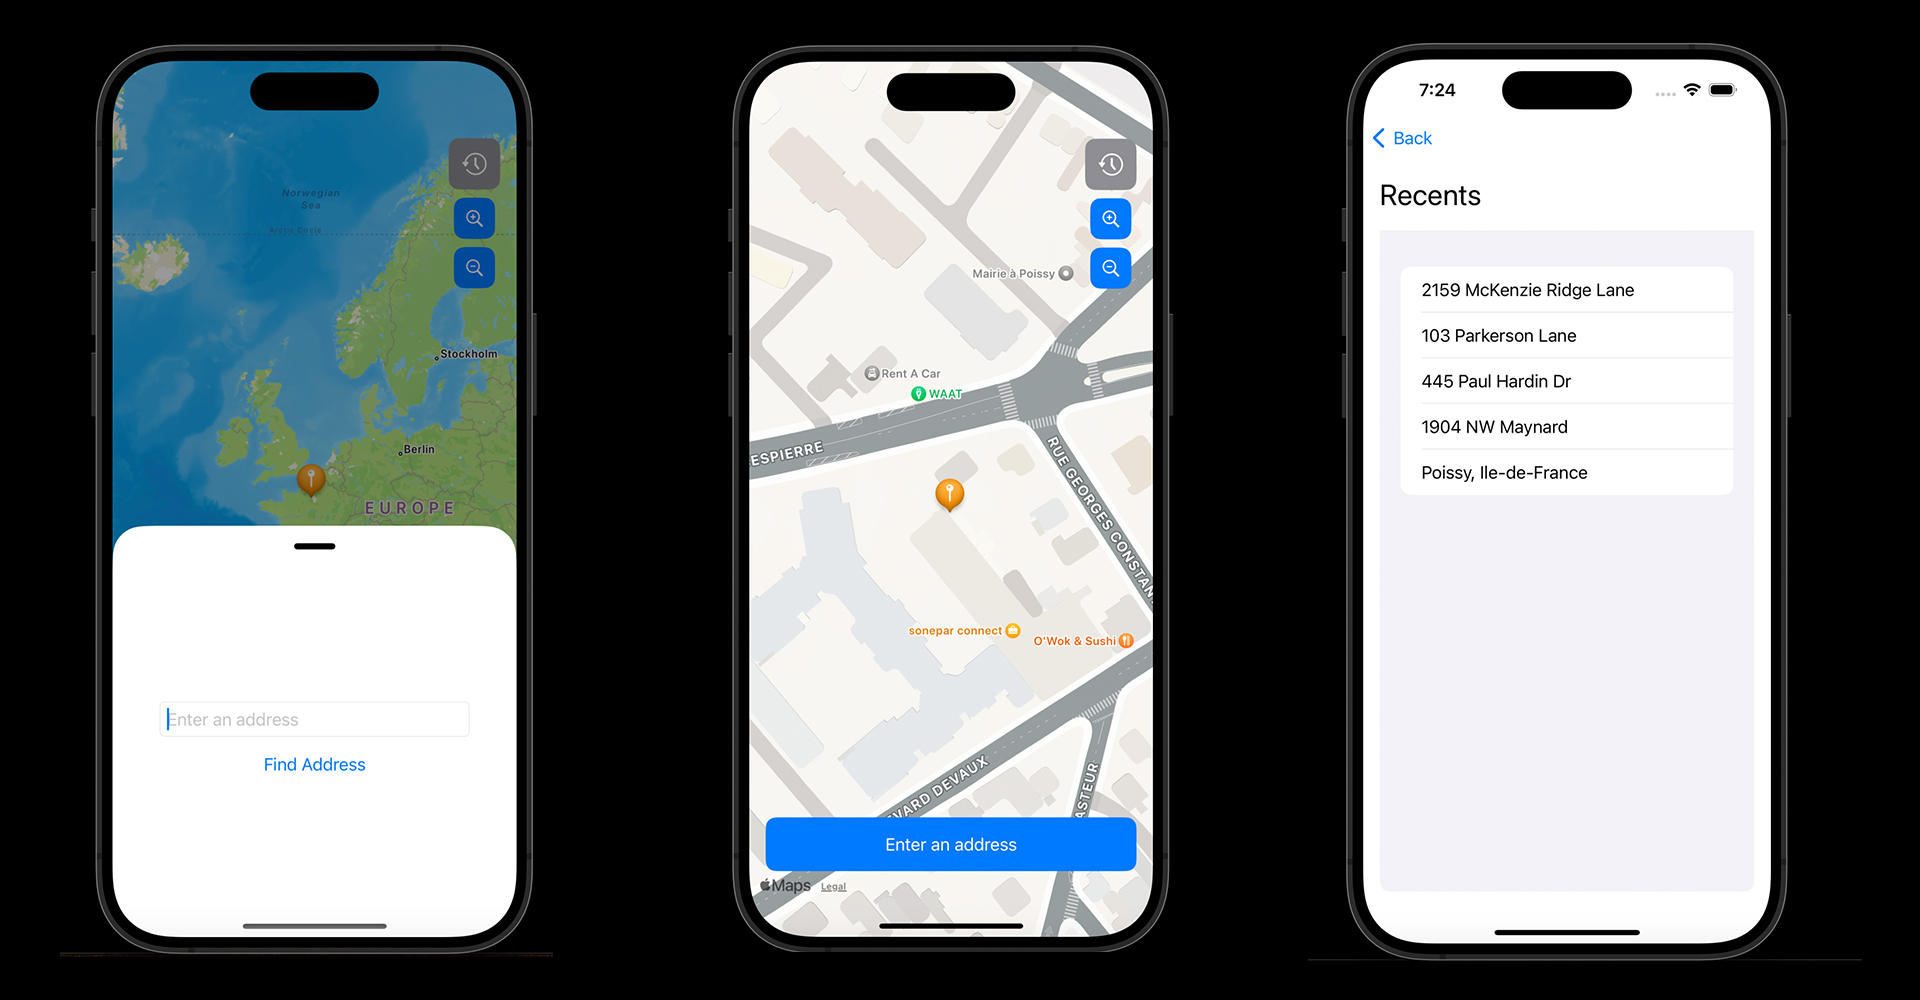 Norwegian
Sea
Arctic Circle
Stockholm
Berlin
EUROPE
Enter an address
Find Address
Mairie à Poissy
Rent A Car
WAAT
ESPIERRE
RUE GEORGES CONSTAN
sonepar connect
O'Wok & Sushi
VARD DEVAUX
ASTEUR
Enter an address
Maps Legal
7:24
Back
Recents
2159 McKenzie Ridge Lane
103 Parkerson Lane
445 Paul Hardin Dr
1904 NW Maynard
Poissy, Ile-de-France